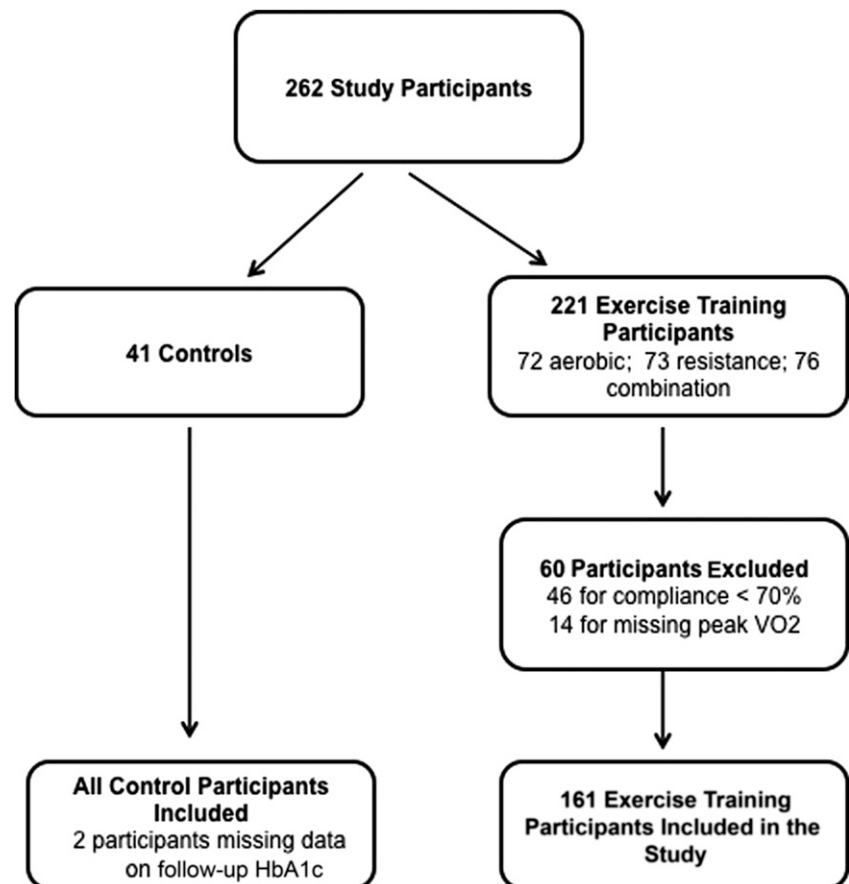 262 Study Participants
41 Controls
221 Exercise Training
Participants
72 aerobic; 73 resistance; 76
combination
60 Participants Excluded
46 for compliance < 70%
14 for missing peak VO2
All Control Participants
Included
2 participants missing data
on follow-up HbA1c
161 Exercise Training
Participants Included in the
Study